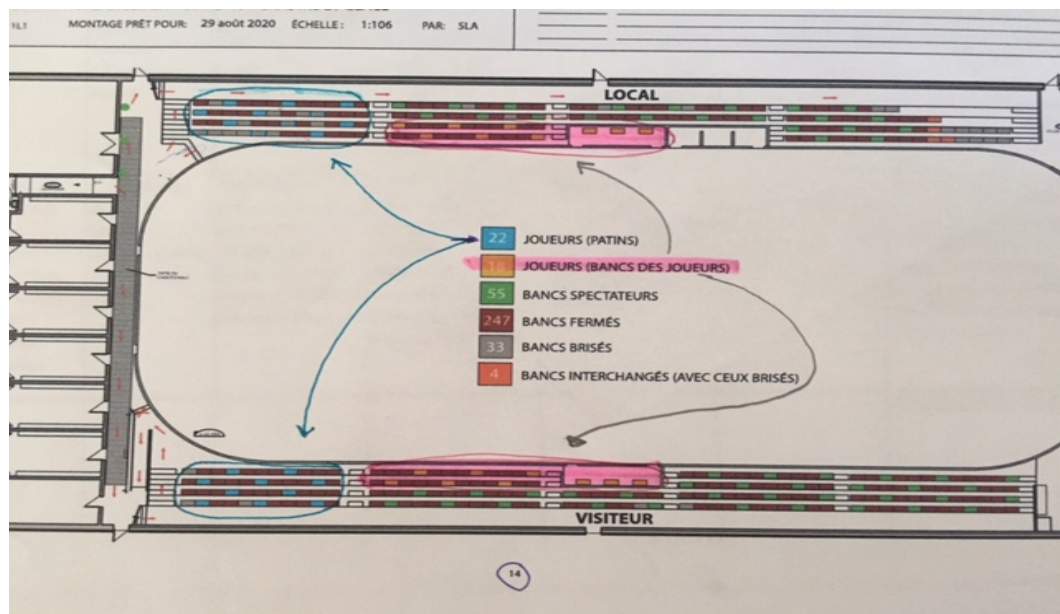 MONTAGE PRÊT POUR: 29 août 2020 ÉCHELLE : 1:106 PAR: SLA
LOCAL
22 JOUEURS (PATINS)
18 JOUEURS (BANCS DES JOUEURS)
55 BANCS SPECTATEURS
247 BANCS FERMÉS
33 BANCS BRISÉS
4 BANCS INTERCHANGÉS (AVEC CEUX BRISÉS)
VISITEUR
14